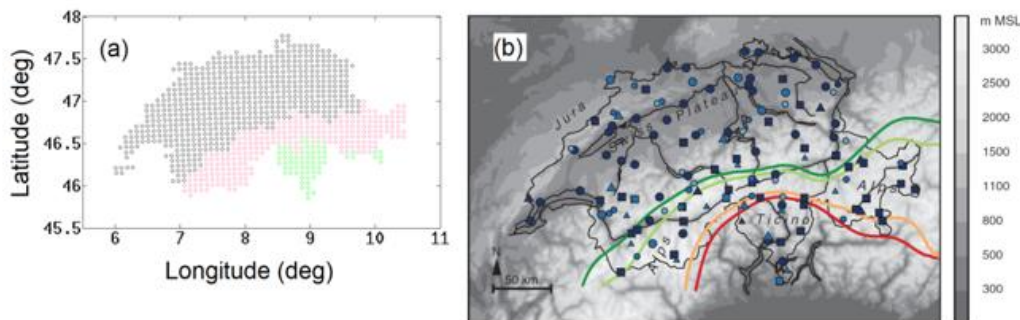 (a)
Latitude (deg)
48
47.5
47
46.5
46
45.5
6 7 8 9 10 11
Longitude (deg)
(b)
Jura
Plateau
Alps
Ticino
Alps
N
50 km
m MSL
3000
2500
2000
1500
1100
800
500
300